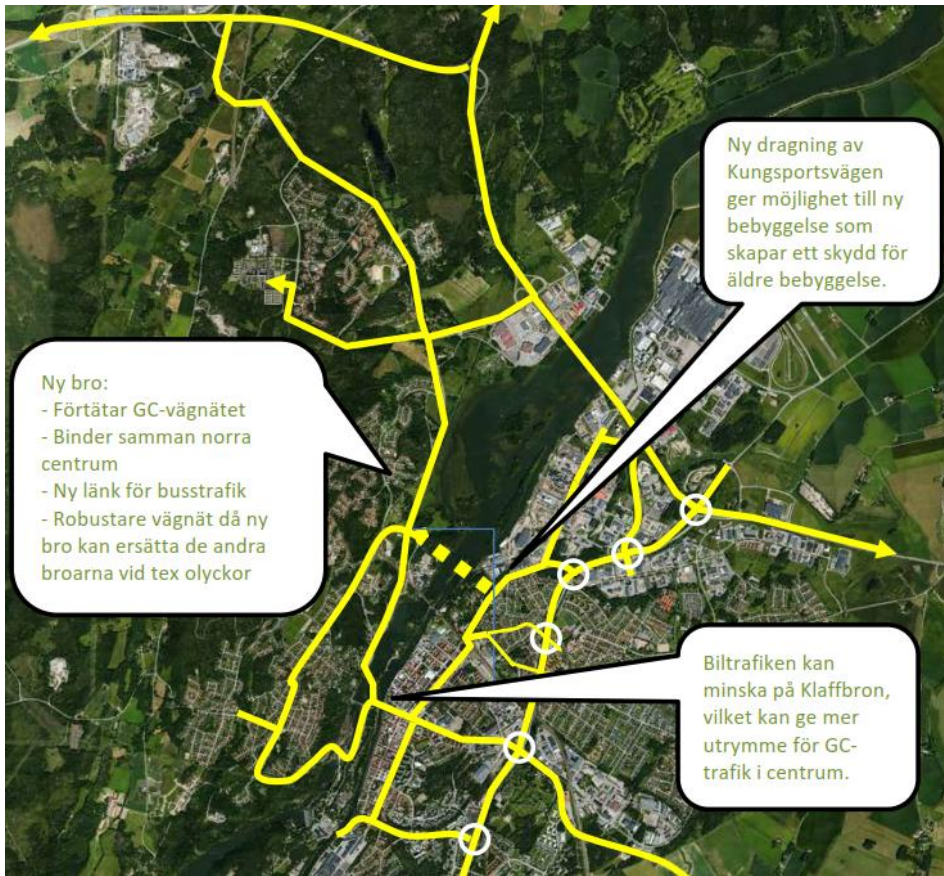 Ny dragning av
Kungsportsvägen
ger möjlighet till ny
bebyggelse som
skapar ett skydd för
äldre bebyggelse.
Ny bro:
- Förtätar GC-vägnätet
- Binder samman norra
centrum
- Ny länk för busstrafik
- Robustare vägnät då ny
bro kan ersätta de andra
broarna vid tex olyckor
Biltrafiken kan
minska på Klaffbron,
vilket kan ge mer
utrymme för GC-
trafik i centrum.